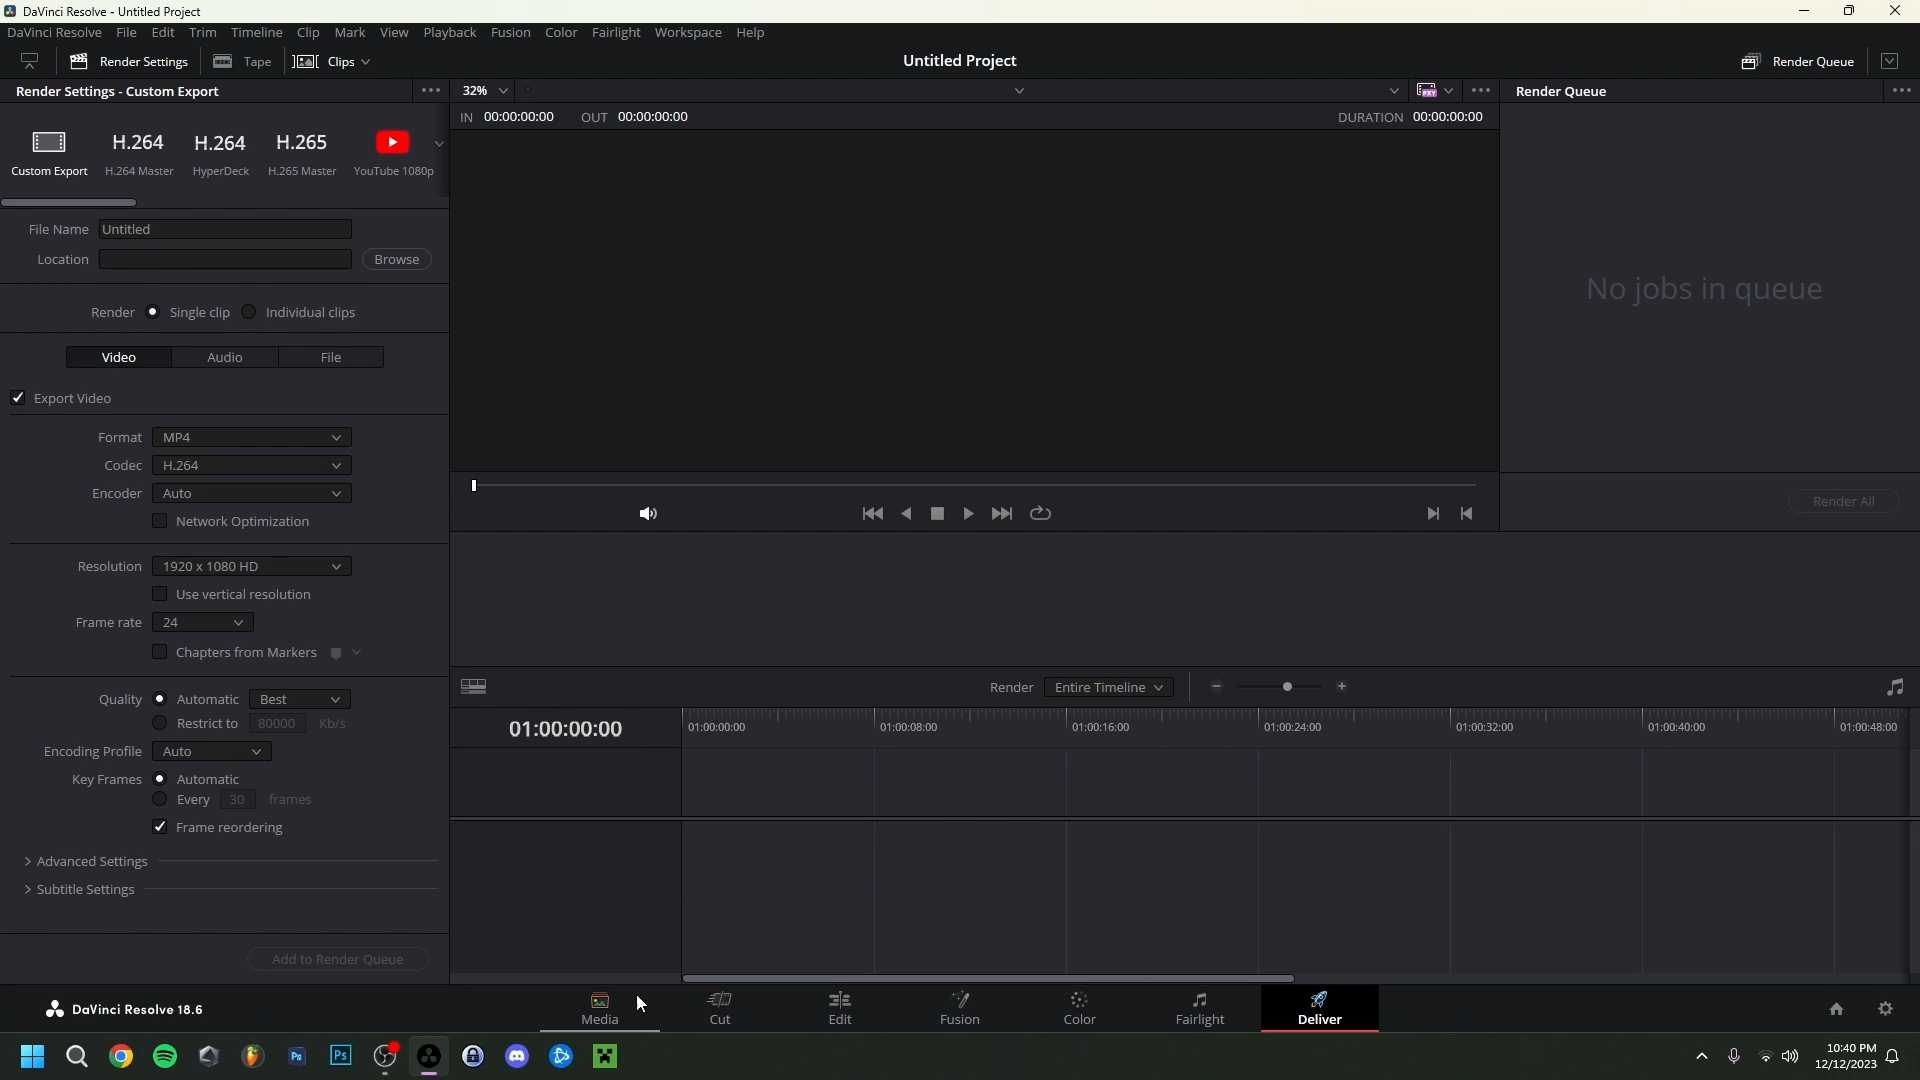 DaVinci Resolve - Untitled Project
DaVinci Resolve File Edit Trim Timeline Clip Mark View Playback Fusion Color Fairlight Workspace Help
Render Settings Tape Clips Untitled Project Render Queue
Render Settings - Custom Export 32% PXY Render Queue
IN 00:00:00:00 OUT 00:00:00:00 DURATION 00:00:00:00
H.264 H.264 H.265
Custom Export H.264 Master HyperDeck H.265 Master YouTube 1080p
File Name Untitled
Location Browse
No jobs in queue
Render Single clip Individual clips
Video Audio File
Export Video
Format MP4
Codec H.264
Encoder Auto
Network Optimization
Render All
Resolution 1920 x 1080 HD
Use vertical resolution
Frame rate 24
Chapters from Markers
Render Entire Timeline
Quality Automatic Best
Restrict to 80000 Kb/s
01:00:00:00 01:00:00:00 01:00:08:00 01:00:16:00 01:00:24:00 01:00:32:00 01:00:40:00 01:00:48:00
Encoding Profile Auto
Key Frames Automatic
Every 30 frames
Frame reordering
Advanced Settings
Subtitle Settings
Add to Render Queue
DaVinci Resolve 18.6
Media Cut Edit Fusion Color Fairlight Deliver
Ps Ps
10:40 PM
12/12/2023